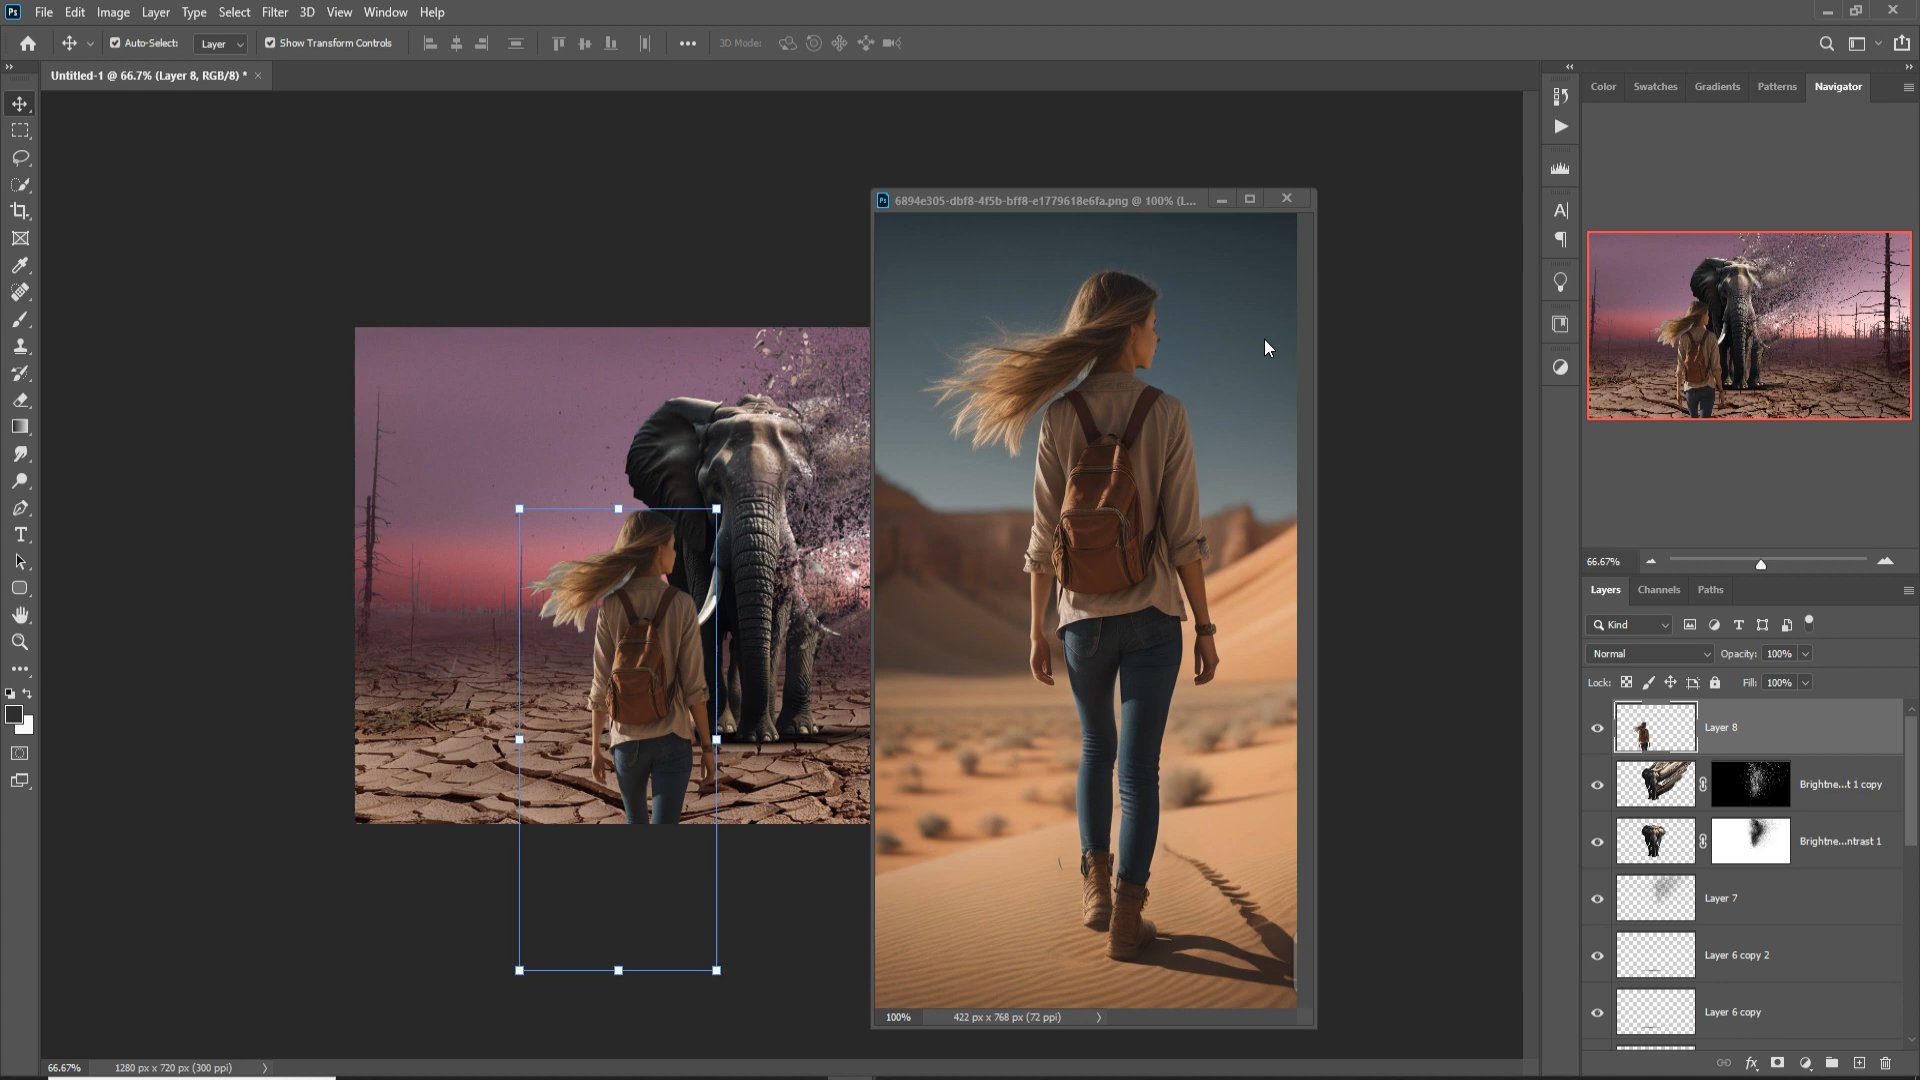 Ps File Edit Image Layer Type Select Filter 3D View Window Help
Auto-Select: Layer Show Transform Controls 3D Mode:
Untitled-1 @ 66.7% (Layer 8, RGB/8) *
Color Swatches Gradients Patterns Navigator
Ps 6894e305-dbf8-4f5b-bff8-e1779618e6fa.png @ 100% (L...
66.67%
Layers Channels Paths
Kind
Normal Opacity: 100%
Lock: Fill: 100%
Layer 8
Brightne...t 1 copy
Brightne...ntrast 1
Layer 7
Layer 6 copy 2
Layer 6 copy
100% 422 px x 768 px (72 ppi)
66.67% 1280 px x 720 px (300 ppi)